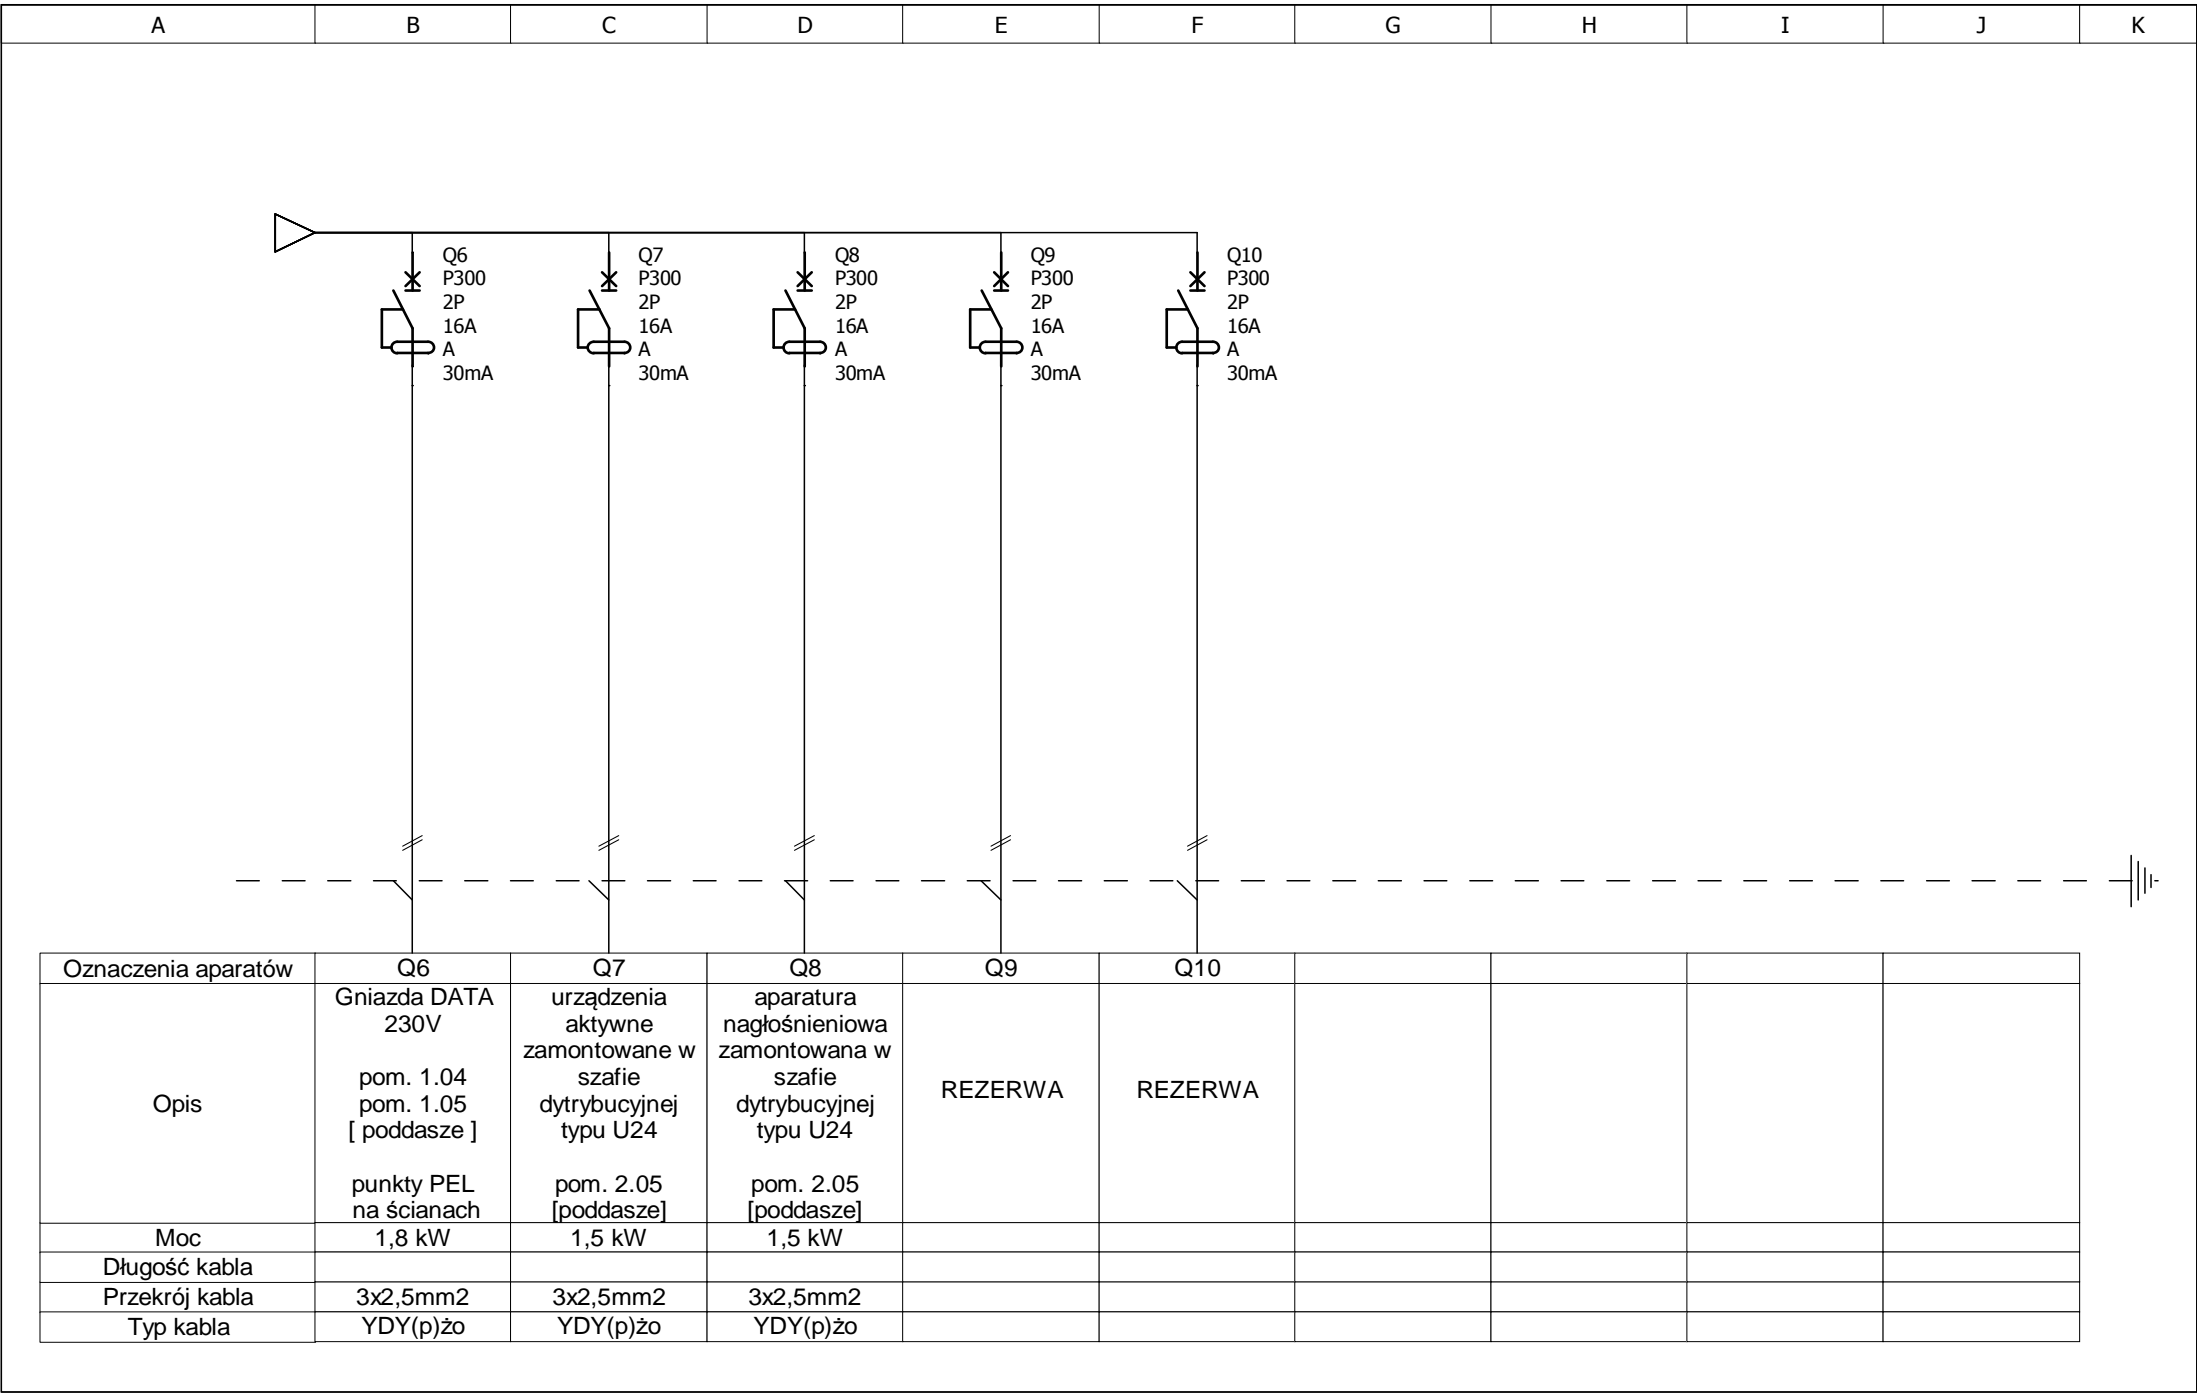 A B C D E F G H I J K
Q6
P300
2P
16A
A
30mA
Q7
P300
2P
16A
A
30mA
Q8
P300
2P
16A
A
30mA
Q9
P300
2P
16A
A
30mA
Q10
P300
2P
16A
A
30mA
Oznaczenia aparatów Q6 Q7 Q8 Q9 Q10
Opis
Gniazda DATA
230V
pom. 1.04
pom. 1.05
[ poddasze ]
punkty PEL
na ścianach
urządzenia
aktywne
zamontowane w
szafie
dytrybucyjnej
typu U24
pom. 2.05
[poddasze]
aparatura
nagłośnieniowa
zamontowana w
szafie
dytrybucyjnej
typu U24
pom. 2.05
[poddasze]
REZERWA
REZERWA
Moc 1,8 kW 1,5 kW 1,5 kW
Długość kabla
Przekrój kabla 3x2,5mm2 3x2,5mm2 3x2,5mm2
Typ kabla YDY(p)żo YDY(p)żo YDY(p)żo